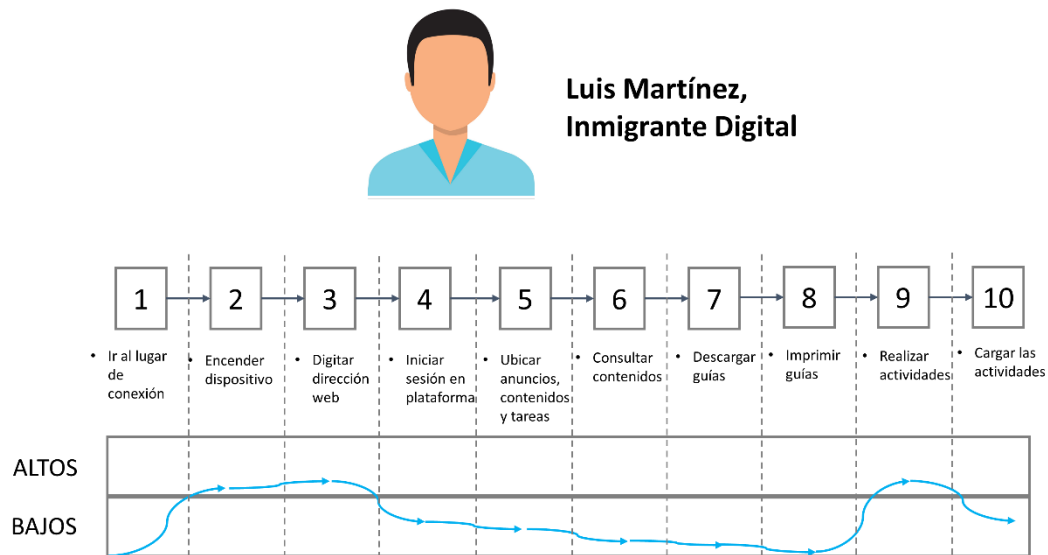 Luis Martínez,
Inmigrante Digital
1
2
3
4
5
6
7
8
9
10
• Ir al lugar
de
conexión
• Encender
dispositivo
• Digitar
dirección
web
• Iniciar
sesión en
plataforma
• Ubicar
anuncios,
contenidos
y tareas
• Consultar
contenidos
• Descargar
guías
• Imprimir
guías
• Realizar
actividades
• Cargar las
actividades
ALTOS
BAJOS